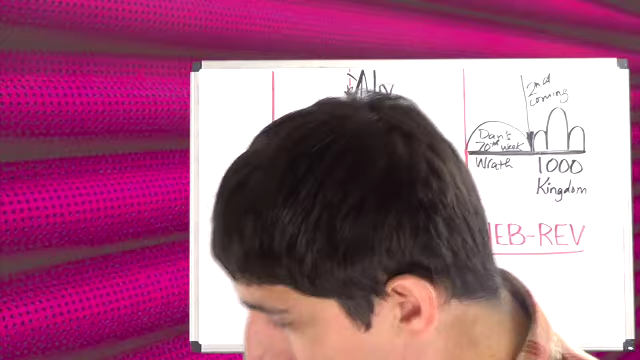 2nd
Coming
Dan's
70th week
Wrath
1000
Kingdom
HEB-REV